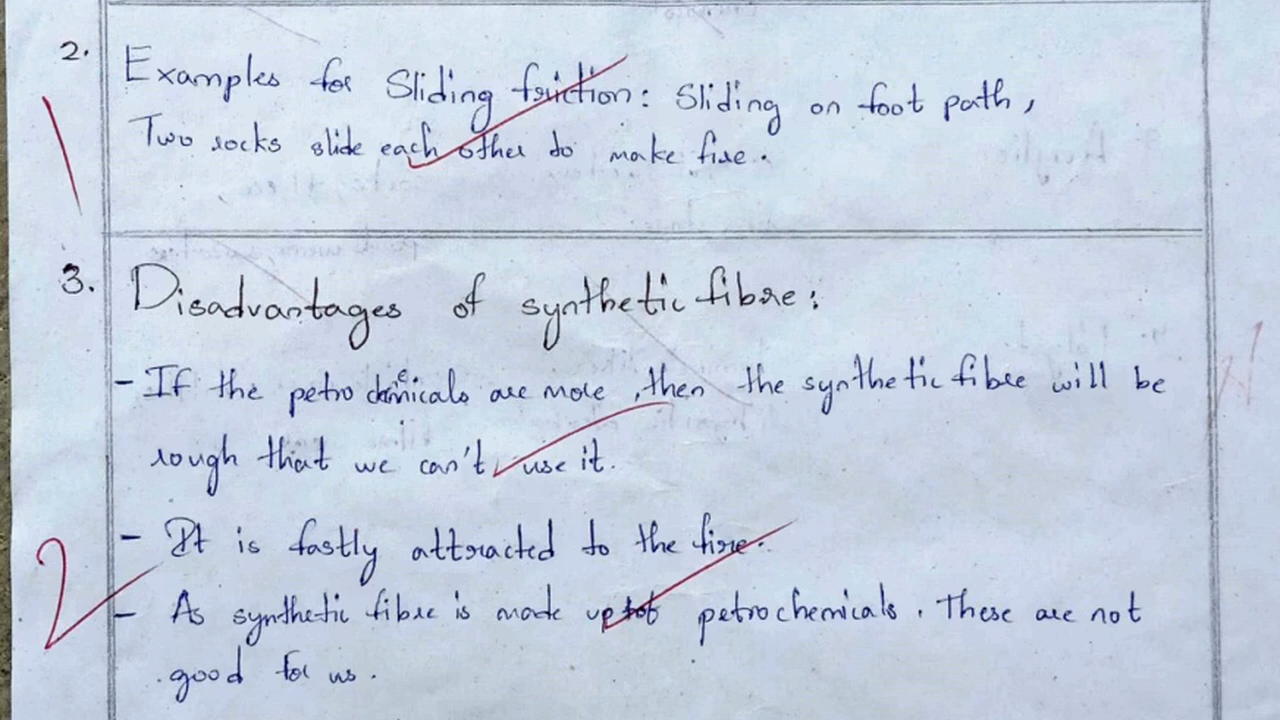 2. Examples for Sliding friction: Sliding on foot path,
Two rocks slide each other to make fire.
3. Disadvantages of synthetic fibre:
- If the petro chemicals are more, then the synthetic fibre will be
rough that we can't use it.
- It is fastly attracted to the fire.
2
- As synthetic fibre is made up of petrochemicals. These are not
good for us.